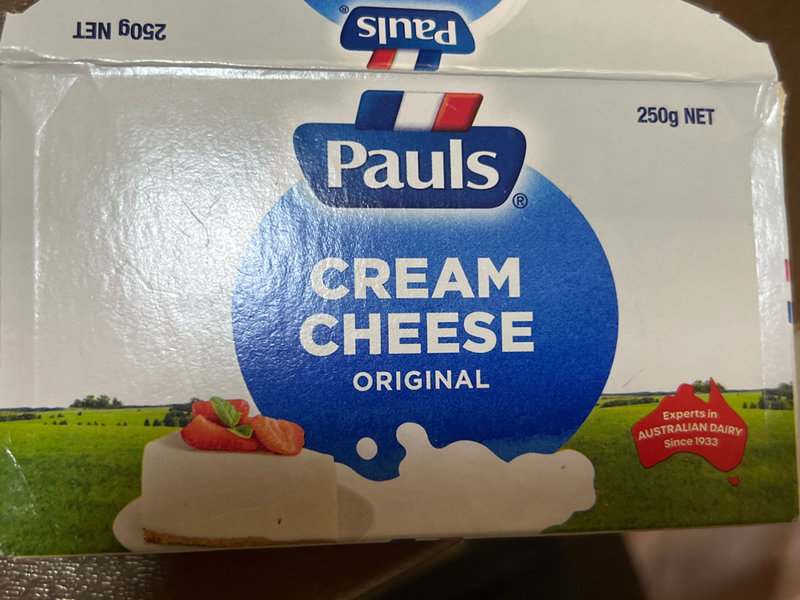 250g NET
Pauls
®
250g NET
Pauls®
CREAM
CHEESE
ORIGINAL
Experts in
AUSTRALIAN DAIRY
Since 1933